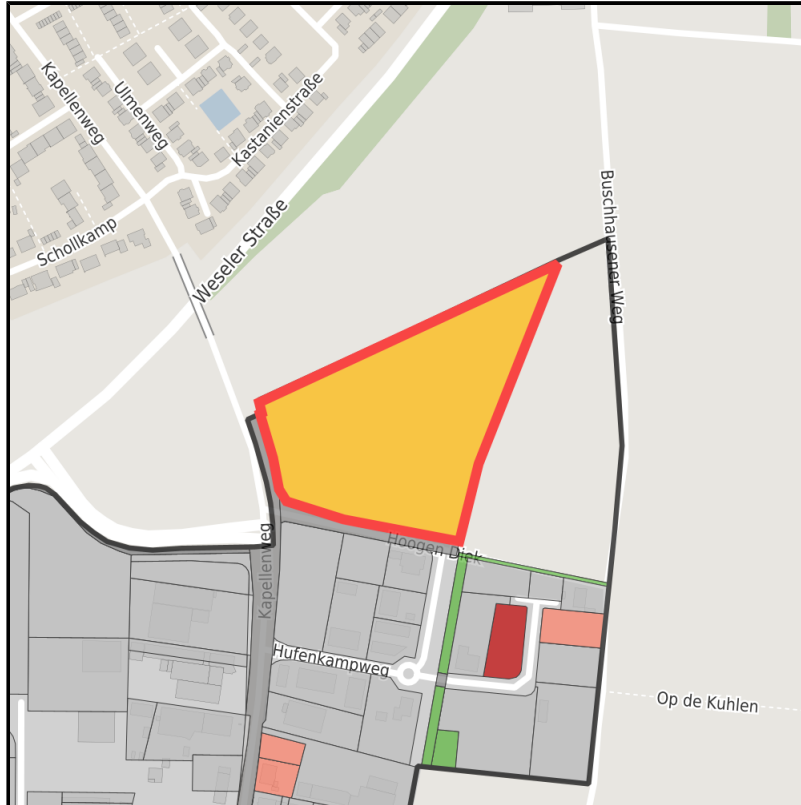 Kapellenweg
Ulmenweg
Kastanienstraße
Schollkamp
Weseler Straße
Buschhausener Weg
Hoogen Diek
Kapellenweg
Hufenkampweg
Op de Kuhlen